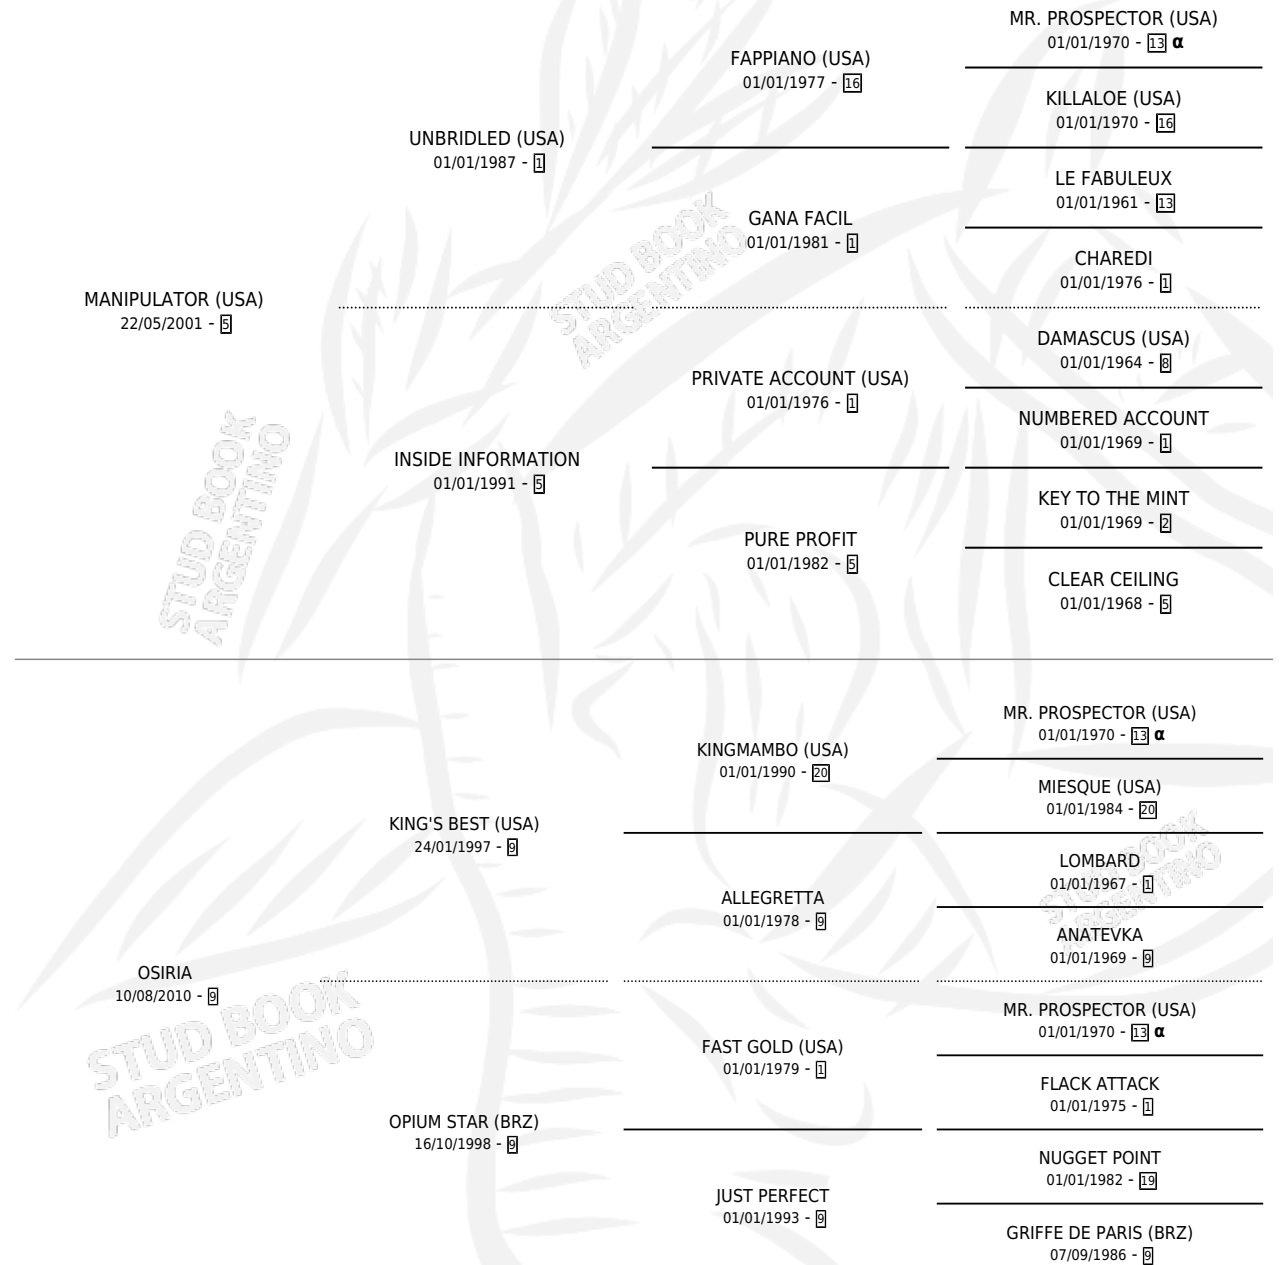 MR. PROSPECTOR (USA)
01/01/1970 - 13 α
FAPPIANO (USA)
01/01/1977 - 16
KILLALOE (USA)
01/01/1970 - 16
UNBRIDLED (USA)
01/01/1987 - 1
LE FABULEUX
01/01/1961 - 13
GANA FACIL
01/01/1981 - 1
CHAREDI
01/01/1976 - 1
MANIPULATOR (USA)
22/05/2001 - 5
DAMASCUS (USA)
01/01/1964 - 8
PRIVATE ACCOUNT (USA)
01/01/1976 - 1
NUMBERED ACCOUNT
01/01/1969 - 1
INSIDE INFORMATION
01/01/1991 - 5
KEY TO THE MINT
01/01/1969 - 2
PURE PROFIT
01/01/1982 - 5
CLEAR CEILING
01/01/1968 - 5
MR. PROSPECTOR (USA)
01/01/1970 - 13 α
KINGMAMBO (USA)
01/01/1990 - 20
MIESQUE (USA)
01/01/1984 - 20
KING'S BEST (USA)
24/01/1997 - 9
LOMBARD
01/01/1967 - 1
ALLEGRETTA
01/01/1978 - 9
ANATEVKA
01/01/1969 - 9
OSIRIA
10/08/2010 - 9
MR. PROSPECTOR (USA)
01/01/1970 - 13 α
FAST GOLD (USA)
01/01/1979 - 1
FLACK ATTACK
01/01/1975 - 1
OPIUM STAR (BRZ)
16/10/1998 - 9
NUGGET POINT
01/01/1982 - 19
JUST PERFECT
01/01/1993 - 9
GRIFFE DE PARIS (BRZ)
07/09/1986 - 9
STUD BOOK
ARGENTINO
STUD BOOK
ARGENTINO
STUD BOOK
ARGENTINO
STUD BOOK
ARGENTINO